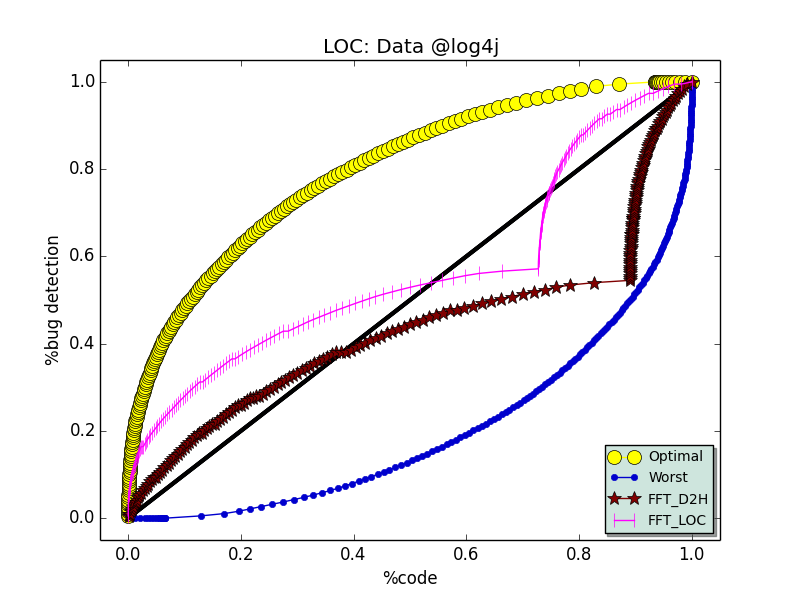 LOC: Data @log4j
%bug detection
1.0
0.8
0.6
0.4
0.2
0.0
0.0 0.2 0.4 0.6 0.8 1.0
%code
Optimal
Worst
FFT_D2H
FFT_LOC